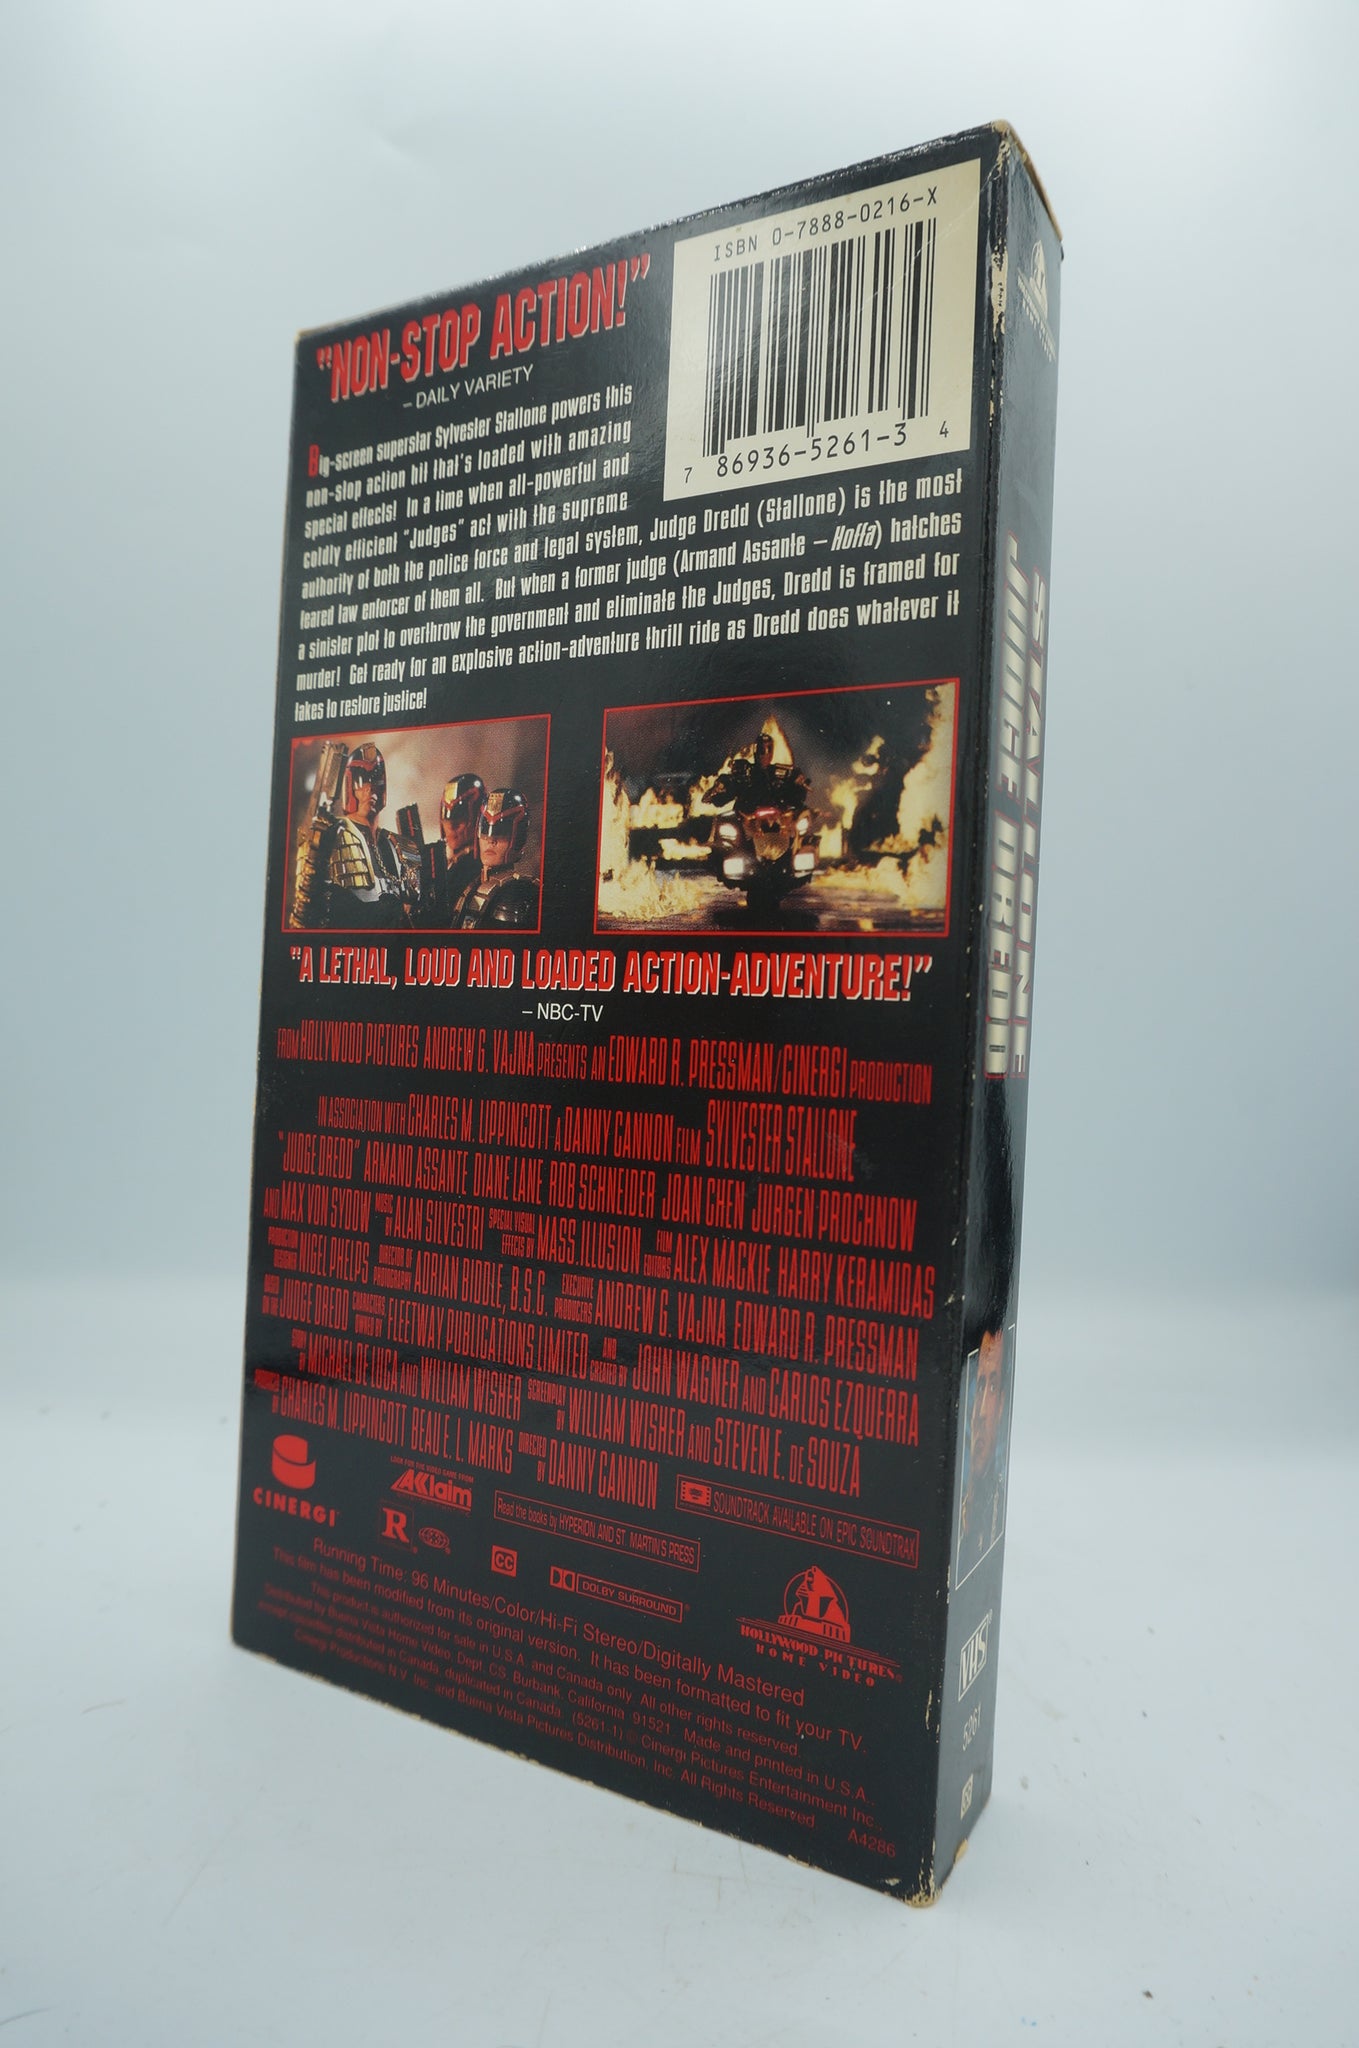 ISBN 0-7888-0216-X
7 86936-5261-3 4
"NON-STOP ACTION!"
– DAILY VARIETY
Big-screen superstar Sylvester Stallone powers this
non-stop action hit that's loaded with amazing
special effects! In a time when all-powerful and
coldly efficient "Judges" act with the supreme
authority of both the police force and legal system, Judge Dredd (Stallone) is the most
feared law enforcer of them all. But when a former judge (Armand Assante – Hoffa) hatches
a sinister plot to overthrow the government and eliminate the Judges, Dredd is framed for
murder! Get ready for an explosive action-adventure thrill ride as Dredd does whatever it
takes to restore justice!
"A LETHAL, LOUD AND LOADED ACTION-ADVENTURE!"
– NBC-TV
FROM HOLLYWOOD PICTURES ANDREW G. VAJNA PRESENTS AN EDWARD R. PRESSMAN/CINERGI PRODUCTION
IN ASSOCIATION WITH CHARLES M. LIPPINCOTT A DANNY CANNON FILM SYLVESTER STALLONE
"JUDGE DREDD" ARMAND ASSANTE DIANE LANE ROB SCHNEIDER JOAN CHEN JURGEN PROCHNOW
AND MAX VON SYDOW MUSIC BY ALAN SILVESTRI SPECIAL VISUAL EFFECTS BY MASS.ILLUSION FILM EDITORS ALEX MACKIE HARRY KERAMIDAS
PRODUCTION DESIGNER NIGEL PHELPS DIRECTOR OF PHOTOGRAPHY ADRIAN BIDDLE, B.S.C. EXECUTIVE PRODUCERS ANDREW G. VAJNA EDWARD R. PRESSMAN
BASED ON THE JUDGE DREDD CHARACTERS OWNED BY FLEETWAY PUBLICATIONS LIMITED AND CREATED BY JOHN WAGNER AND CARLOS EZQUERRA
STORY BY MICHAEL DE LUCA AND WILLIAM WISHER SCREENPLAY BY WILLIAM WISHER AND STEVEN E. DE SOUZA
PRODUCED BY CHARLES M. LIPPINCOTT BEAU E. L. MARKS DIRECTED BY DANNY CANNON
CINERGI
LOOK FOR THE VIDEO GAME FROM
AKklaim
R
Read the books by HYPERION AND ST. MARTIN'S PRESS
SOUNDTRACK AVAILABLE ON EPIC SOUNDTRAX
CC
DOLBY SURROUND
HOLLYWOOD PICTURES
HOME VIDEO
Running Time: 96 Minutes/Color/Hi-Fi Stereo/Digitally Mastered
This film has been modified from its original version. It has been formatted to fit your TV.
This product is authorized for sale in U.S.A. and Canada only. All other rights reserved.
Distributed by Buena Vista Home Video, Dept. CS, Burbank, California 91521. Made and printed in U.S.A.,
except cassettes distributed in Canada, duplicated in Canada. (5261-1) © Cinergi Pictures Entertainment Inc.,
Cinergi Productions N.V. Inc. and Buena Vista Pictures Distribution, Inc. All Rights Reserved.
A4286
STALLONE
JUDGE DREDD
VHS
5261